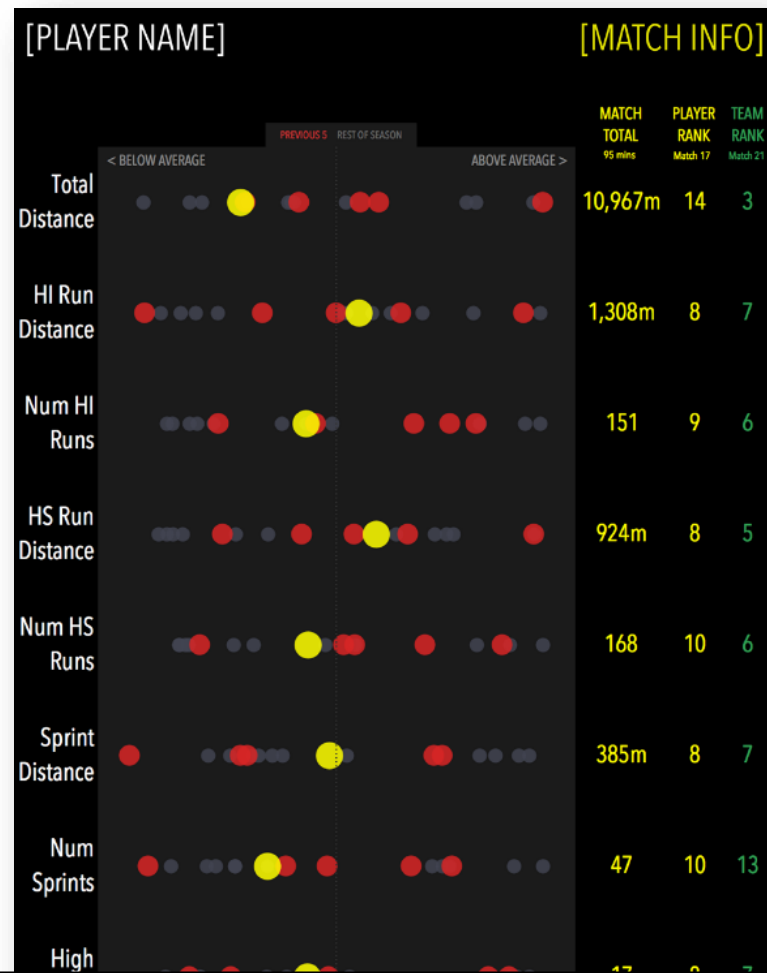 [PLAYER NAME] [MATCH INFO]
MATCH TOTAL 95 mins
PLAYER RANK Match 17
TEAM RANK Match 21
PREVIOUS 5 REST OF SEASON
< BELOW AVERAGE ABOVE AVERAGE >
Total Distance 10,967m 14 3
HI Run Distance 1,308m 8 7
Num HI Runs 151 9 6
HS Run Distance 924m 8 5
Num HS Runs 168 10 6
Sprint Distance 385m 8 7
Num Sprints 47 10 13
High